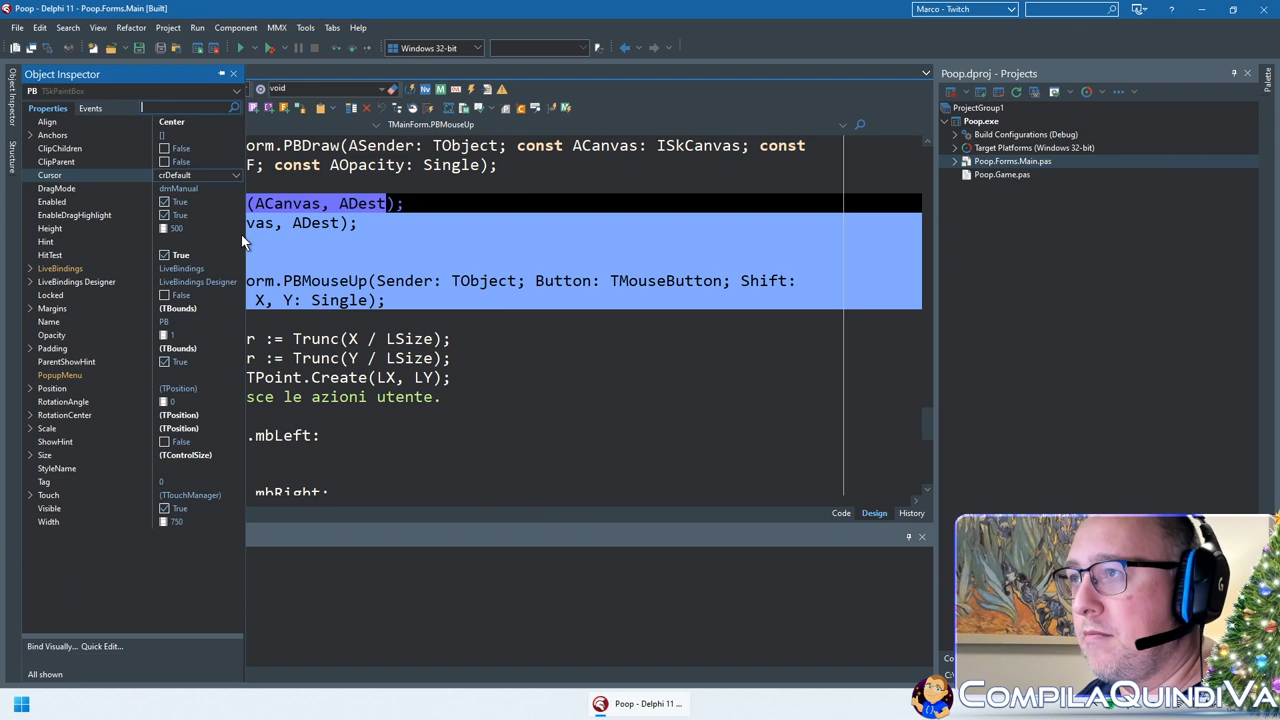 Poop - Delphi 11 - Poop.Forms.Main [Built]
Marco - Twitch
File Edit Search View Refactor Project Run Component MMX Tools Tabs Help
Windows 32-bit
Object Inspector
PB TSkPaintBox
Properties Events
Align Center
Anchors []
ClipChildren False
ClipParent False
Cursor crDefault
DragMode dmManual
Enabled True
EnableDragHighlight True
Height 500
Hint
HitTest True
LiveBindings LiveBindings
LiveBindings Designer LiveBindings Designer
Locked False
Margins (TBounds)
Name PB
Opacity 1
Padding (TBounds)
ParentShowHint True
PopupMenu
Position (TPosition)
RotationAngle 0
RotationCenter (TPosition)
Scale (TPosition)
ShowHint False
Size (TControlSize)
StyleName
Tag 0
Touch (TTouchManager)
Visible True
Width 750
Bind Visually... Quick Edit...
All shown
Object Inspector
Structure
void
TMainForm.PBMouseUp
orm.PBDraw(ASender: TObject; const ACanvas: ISkCanvas; const
F; const AOpacity: Single);
(ACanvas, ADest);
vas, ADest);
orm.PBMouseUp(Sender: TObject; Button: TMouseButton; Shift:
X, Y: Single);
r := Trunc(X / LSize);
r := Trunc(Y / LSize);
TPoint.Create(LX, LY);
sce le azioni utente.
.mbLeft:
.mbRight:
Code Design History
Poop.dproj - Projects
ProjectGroup1
Poop.exe
Build Configurations (Debug)
Target Platforms (Windows 32-bit)
Poop.Forms.Main.pas
Poop.Game.pas
Palette
Poop - Delphi 11 ...
CompilaQuindiVa